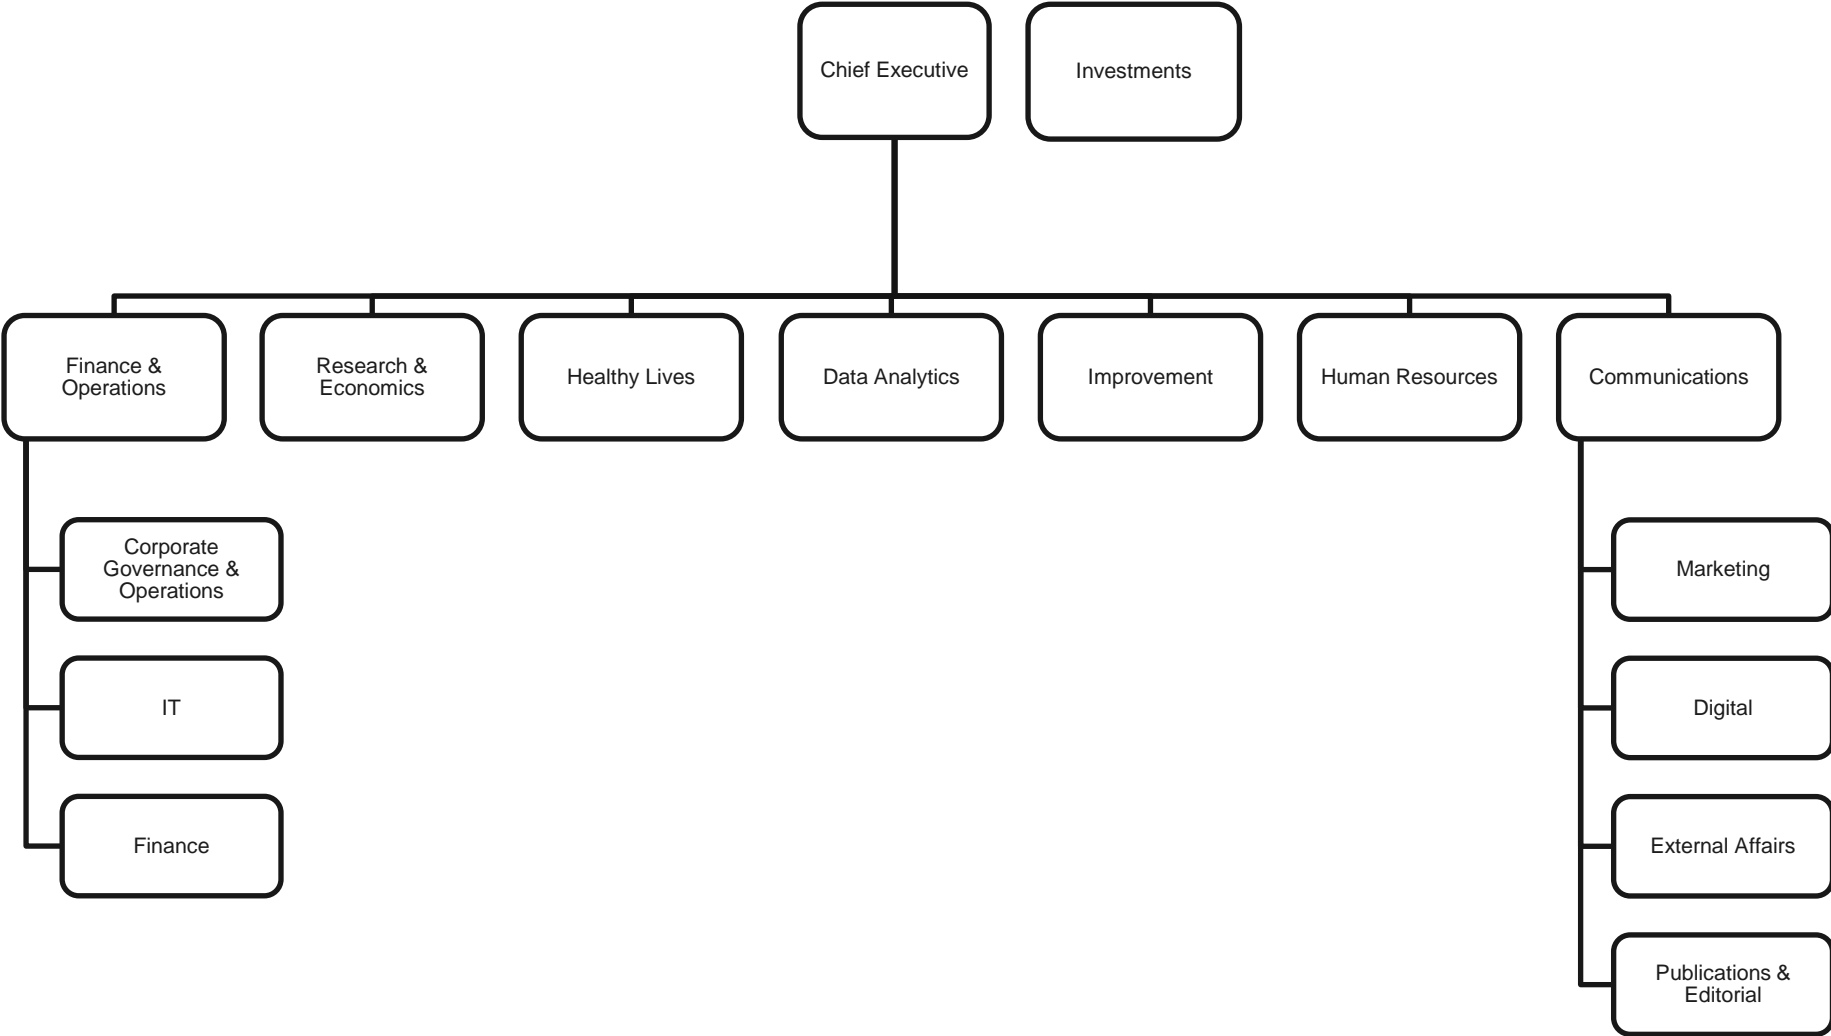 Chief Executive
Investments
Finance &
Operations
Research &
Economics
Healthy Lives
Data Analytics
Improvement
Human Resources
Communications
Corporate
Governance &
Operations
IT
Finance
Marketing
Digital
External Affairs
Publications &
Editorial